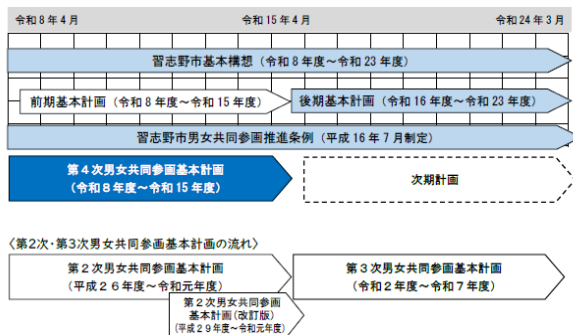 令和8年4月 令和15年4月 令和24年3月
習志野市基本構想(令和8年度～令和23年度)
前期基本計画(令和8年度～令和15年度) 後期基本計画(令和16年度～令和23年度)
習志野市男女共同参画推進条例(平成16年7月制定)
第4次男女共同参画基本計画
(令和8年度～令和15年度)
次期計画
〈第2次・第3次男女共同参画基本計画の流れ〉
第2次男女共同参画基本計画
(平成26年度～令和元年度)
第3次男女共同参画基本計画
(令和2年度～令和7年度)
第2次男女共同参画
基本計画(改訂版)
(平成29年度～令和元年度)